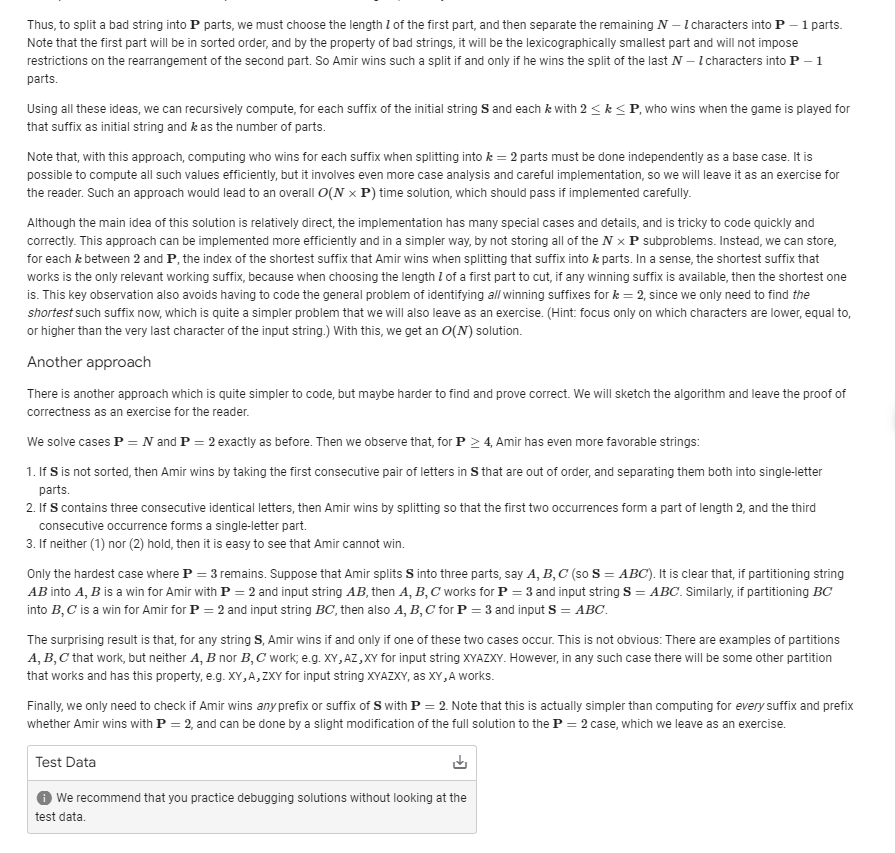 Thus, to split a bad string into P parts, we must choose the length l of the first part, and then separate the remaining N − l characters into P − 1 parts.
Note that the first part will be in sorted order, and by the property of bad strings, it will be the lexicographically smallest part and will not impose
restrictions on the rearrangement of the second part. So Amir wins such a split if and only if he wins the split of the last N − l characters into P − 1
parts.
Using all these ideas, we can recursively compute, for each suffix of the initial string S and each k with 2 ≤ k ≤ P, who wins when the game is played for
that suffix as initial string and k as the number of parts.
Note that, with this approach, computing who wins for each suffix when splitting into k = 2 parts must be done independently as a base case. It is
possible to compute all such values efficiently, but it involves even more case analysis and careful implementation, so we will leave it as an exercise for
the reader. Such an approach would lead to an overall O(N × P) time solution, which should pass if implemented carefully.
Although the main idea of this solution is relatively direct, the implementation has many special cases and details, and is tricky to code quickly and
correctly. This approach can be implemented more efficiently and in a simpler way, by not storing all of the N × P subproblems. Instead, we can store,
for each k between 2 and P, the index of the shortest suffix that Amir wins when splitting that suffix into k parts. In a sense, the shortest suffix that
works is the only relevant working suffix, because when choosing the length l of a first part to cut, if any winning suffix is available, then the shortest one
is. This key observation also avoids having to code the general problem of identifying all winning suffixes for k = 2, since we only need to find the
shortest such suffix now, which is quite a simpler problem that we will also leave as an exercise. (Hint: focus only on which characters are lower, equal to,
or higher than the very last character of the input string.) With this, we get an O(N) solution.
Another approach
There is another approach which is quite simpler to code, but maybe harder to find and prove correct. We will sketch the algorithm and leave the proof of
correctness as an exercise for the reader.
We solve cases P = N and P = 2 exactly as before. Then we observe that, for P ≥ 4, Amir has even more favorable strings:
1. If S is not sorted, then Amir wins by taking the first consecutive pair of letters in S that are out of order, and separating them both into single-letter
parts.
2. If S contains three consecutive identical letters, then Amir wins by splitting so that the first two occurrences form a part of length 2, and the third
consecutive occurrence forms a single-letter part.
3. If neither (1) nor (2) hold, then it is easy to see that Amir cannot win.
Only the hardest case where P = 3 remains. Suppose that Amir splits S into three parts, say A, B, C (so S = ABC). It is clear that, if partitioning string
AB into A, B is a win for Amir with P = 2 and input string AB, then A, B, C works for P = 3 and input string S = ABC. Similarly, if partitioning BC
into B, C is a win for Amir for P = 2 and input string BC, then also A, B, C for P = 3 and input S = ABC.
The surprising result is that, for any string S, Amir wins if and only if one of these two cases occur. This is not obvious: There are examples of partitions
A, B, C that work, but neither A, B nor B, C work; e.g. XY,AZ,XY for input string XYAZXY. However, in any such case there will be some other partition
that works and has this property, e.g. XY,A,ZXY for input string XYAZXY, as XY,A works.
Finally, we only need to check if Amir wins any prefix or suffix of S with P = 2. Note that this is actually simpler than computing for every suffix and prefix
whether Amir wins with P = 2, and can be done by a slight modification of the full solution to the P = 2 case, which we leave as an exercise.
Test Data
We recommend that you practice debugging solutions without looking at the
test data.